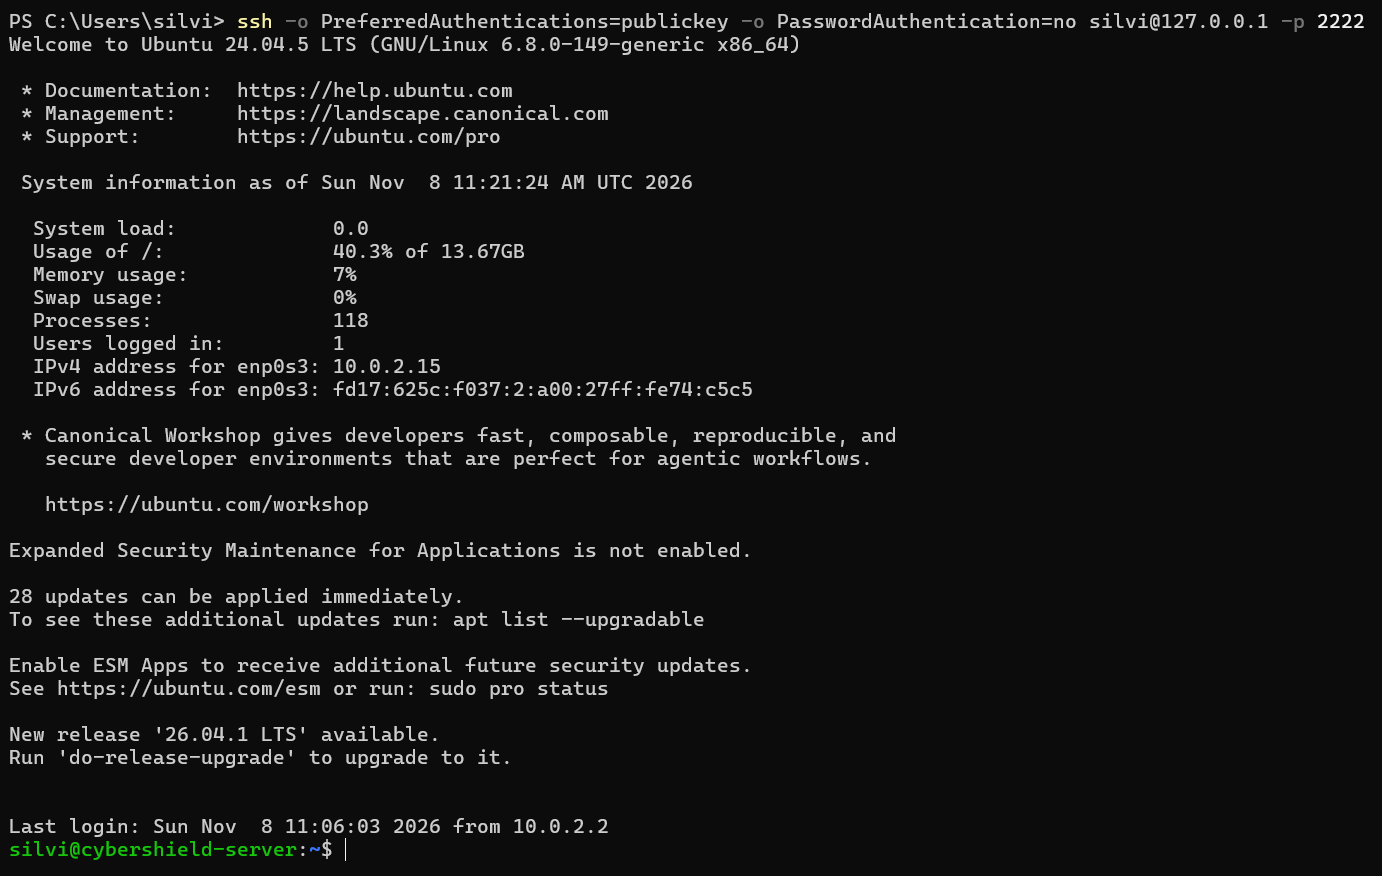 PS C:\Users\silvi> ssh -o PreferredAuthentications=publickey -o PasswordAuthentication=no silvi@127.0.0.1 -p 2222
Welcome to Ubuntu 24.04.5 LTS (GNU/Linux 6.8.0-149-generic x86_64)

 * Documentation:  https://help.ubuntu.com
 * Management:     https://landscape.canonical.com
 * Support:        https://ubuntu.com/pro

 System information as of Sun Nov  8 11:21:24 AM UTC 2026

  System load:             0.0
  Usage of /:              40.3% of 13.67GB
  Memory usage:            7%
  Swap usage:              0%
  Processes:               118
  Users logged in:         1
  IPv4 address for enp0s3: 10.0.2.15
  IPv6 address for enp0s3: fd17:625c:f037:2:a00:27ff:fe74:c5c5

 * Canonical Workshop gives developers fast, composable, reproducible, and
   secure developer environments that are perfect for agentic workflows.

   https://ubuntu.com/workshop

Expanded Security Maintenance for Applications is not enabled.

28 updates can be applied immediately.
To see these additional updates run: apt list --upgradable

Enable ESM Apps to receive additional future security updates.
See https://ubuntu.com/esm or run: sudo pro status

New release '26.04.1 LTS' available.
Run 'do-release-upgrade' to upgrade to it.


Last login: Sun Nov  8 11:06:03 2026 from 10.0.2.2
silvi@cybershield-server:~$